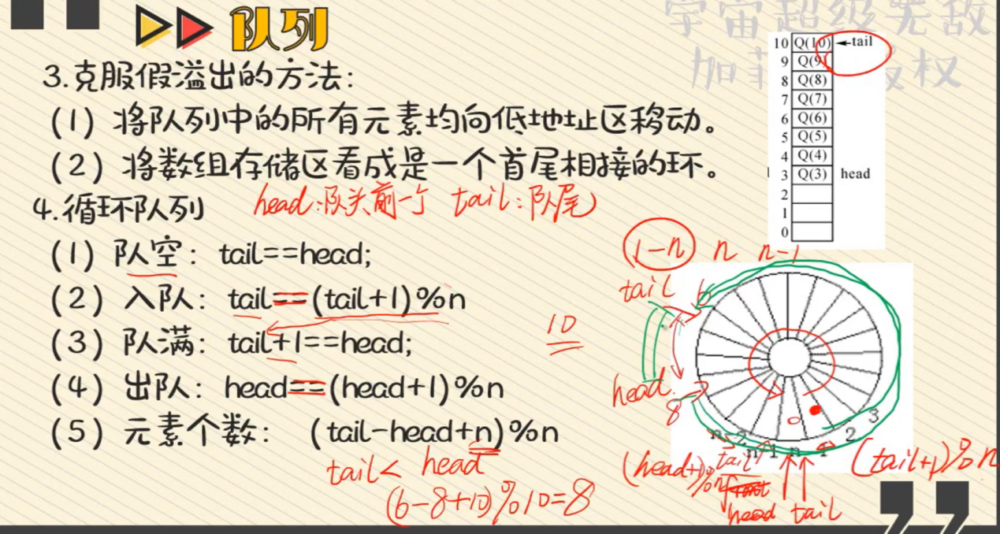 队列
宇宙超级无敌
3.克服假溢出的方法:
(1) 将队列中的所有元素均向低地址区移动。
(2) 将数组存储区看成是一个首尾相接的环。
4.循环队列
head:队头前一个 tail:队尾
(1) 队空: tail==head;
(2) 入队: tail==(tail+1)%n
(3) 队满: tail+1==head;
(4) 出队: head==(head+1)%n
(5) 元素个数: (tail-head+n)%n
tail< head
(6-8+10)%10=8
10
10 Q(10) ←tail
9 Q(9)
8 Q(8)
7 Q(7)
6 Q(6)
5 Q(5)
4 Q(4)
3 Q(3) head
2
1
0
1-n n n-1
tail 6
head
8
3
2
n-2
n-1 n 1
(head+1)%n
tail
(tail+1)%n
head tail